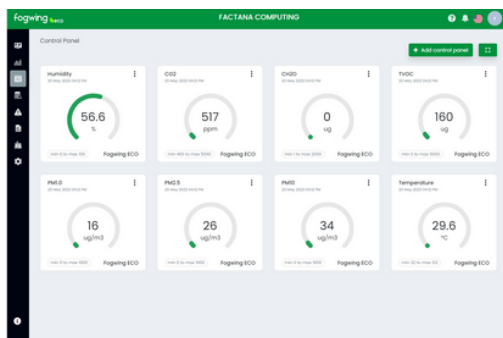 fogwing eco
FACTANA COMPUTING
Control Panel
+ Add control panel
Humidity
56.6
%
Fogwing ECO
CO2
517
ppm
Fogwing ECO
CH2O
0
ug
Fogwing ECO
TVOC
160
ug
Fogwing ECO
PM1.0
16
ug/m3
Fogwing ECO
PM2.5
26
ug/m3
Fogwing ECO
PM10
34
ug/m3
Fogwing ECO
Temperature
29.6
°C
Fogwing ECO